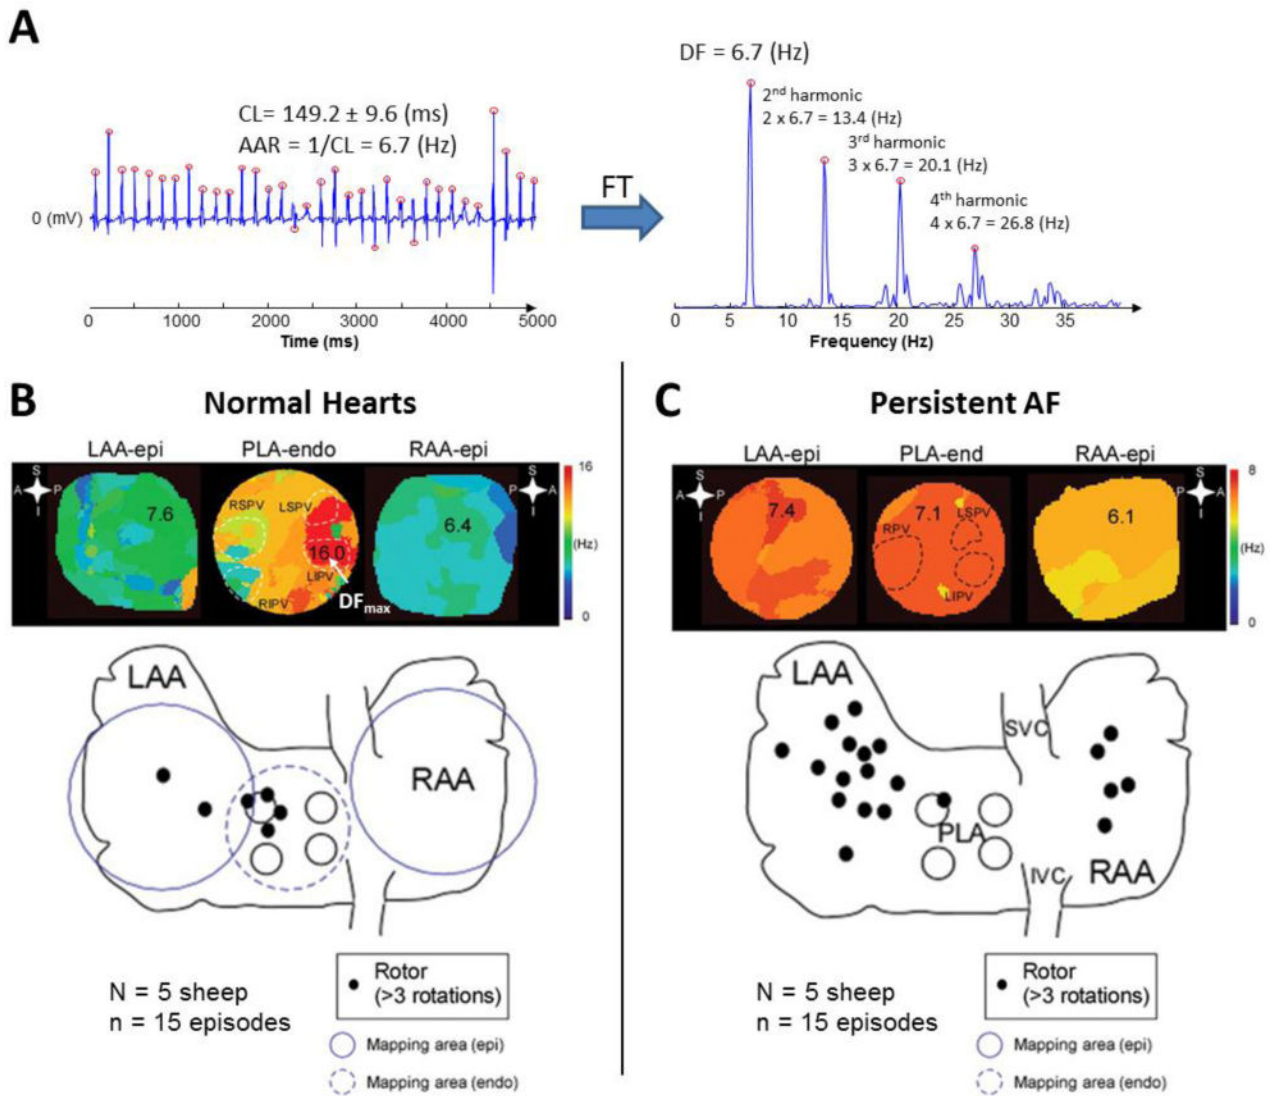 A
CL= 149.2 ± 9.6 (ms)
AAR = 1/CL = 6.7 (Hz)
0 (mV)
0 1000 2000 3000 4000 5000
Time (ms)
FT
DF = 6.7 (Hz)
2nd harmonic
2 x 6.7 = 13.4 (Hz)
3rd harmonic
3 x 6.7 = 20.1 (Hz)
4th harmonic
4 x 6.7 = 26.8 (Hz)
0 5 10 15 20 25 30 35
Frequency (Hz)
B
Normal Hearts
LAA-epi PLA-endo RAA-epi
S
A P
I
7.6
RSPV LSPV
16.0
LIPV
RIPV
DFmax
6.4
S
P A
I
16
(Hz)
0
LAA
RAA
N = 5 sheep
n = 15 episodes
Rotor
(>3 rotations)
Mapping area (epi)
Mapping area (endo)
C
Persistent AF
LAA-epi PLA-end RAA-epi
S
A P
I
7.4
7.1
LSPV
RPV
LIPV
6.1
S
P A
I
8
(Hz)
0
LAA
SVC
PLA
IVC
RAA
N = 5 sheep
n = 15 episodes
Rotor
(>3 rotations)
Mapping area (epi)
Mapping area (endo)